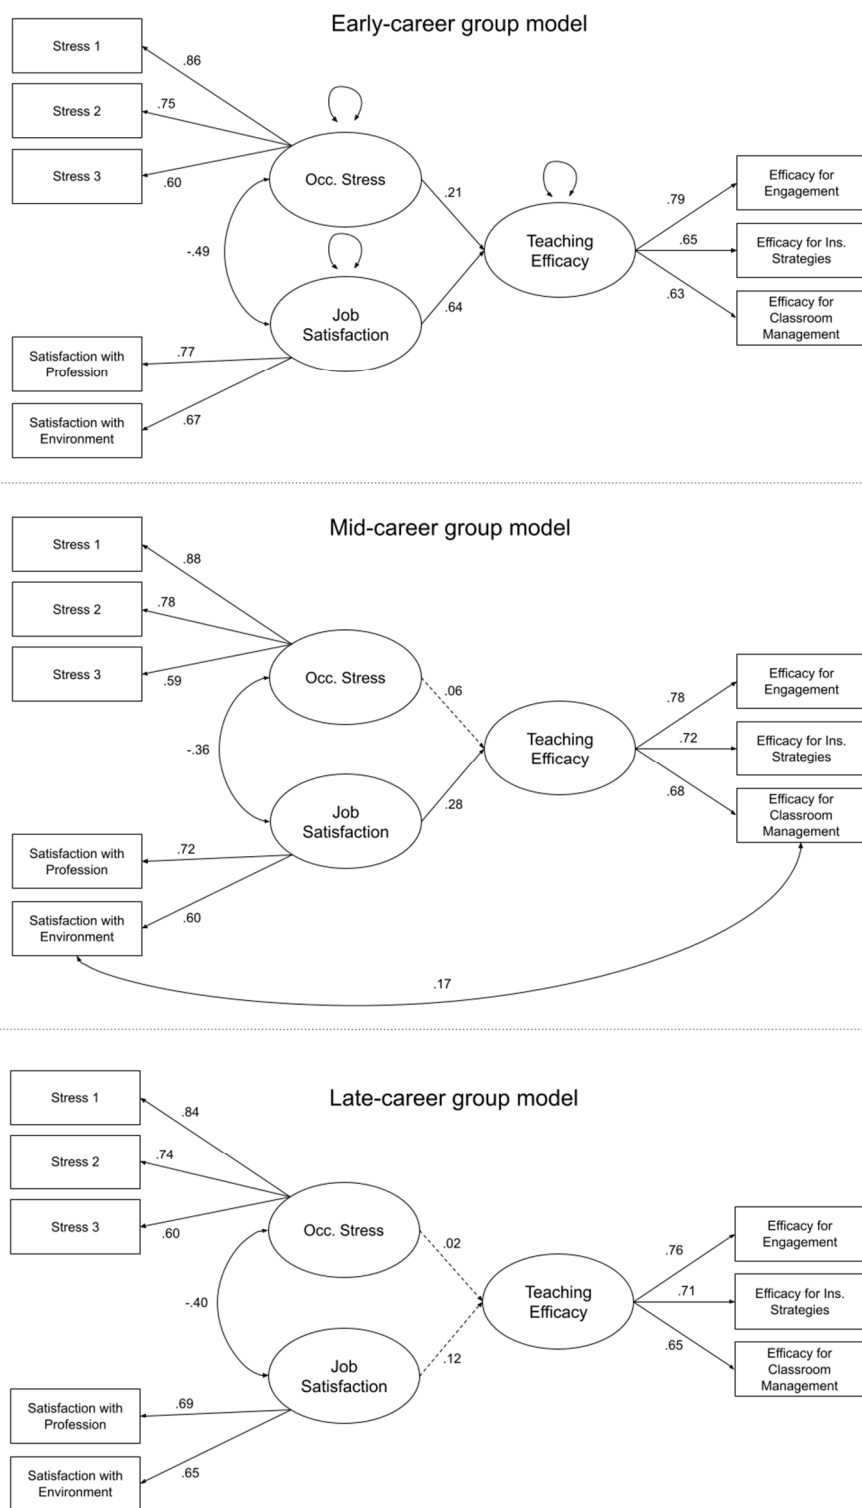 Early-career group model
Stress 1
.86
Stress 2
.75
Stress 3
.60
Occ. Stress
.21
-.49
Teaching
Efficacy
.79
Efficacy for
Engagement
.65
Efficacy for Ins.
Strategies
.63
Efficacy for
Classroom
Management
Job
Satisfaction
.64
Satisfaction with
Profession
.77
Satisfaction with
Environment
.67
Mid-career group model
Stress 1
.88
Stress 2
.78
Stress 3
.59
Occ. Stress
.06
-.36
Teaching
Efficacy
.78
Efficacy for
Engagement
.72
Efficacy for Ins.
Strategies
.68
Efficacy for
Classroom
Management
Job
Satisfaction
.28
Satisfaction with
Profession
.72
Satisfaction with
Environment
.60
.17
Late-career group model
Stress 1
.84
Stress 2
.74
Stress 3
.60
Occ. Stress
.02
-.40
Teaching
Efficacy
.76
Efficacy for
Engagement
.71
Efficacy for Ins.
Strategies
.65
Efficacy for
Classroom
Management
Job
Satisfaction
.12
Satisfaction with
Profession
.69
Satisfaction with
Environment
.65